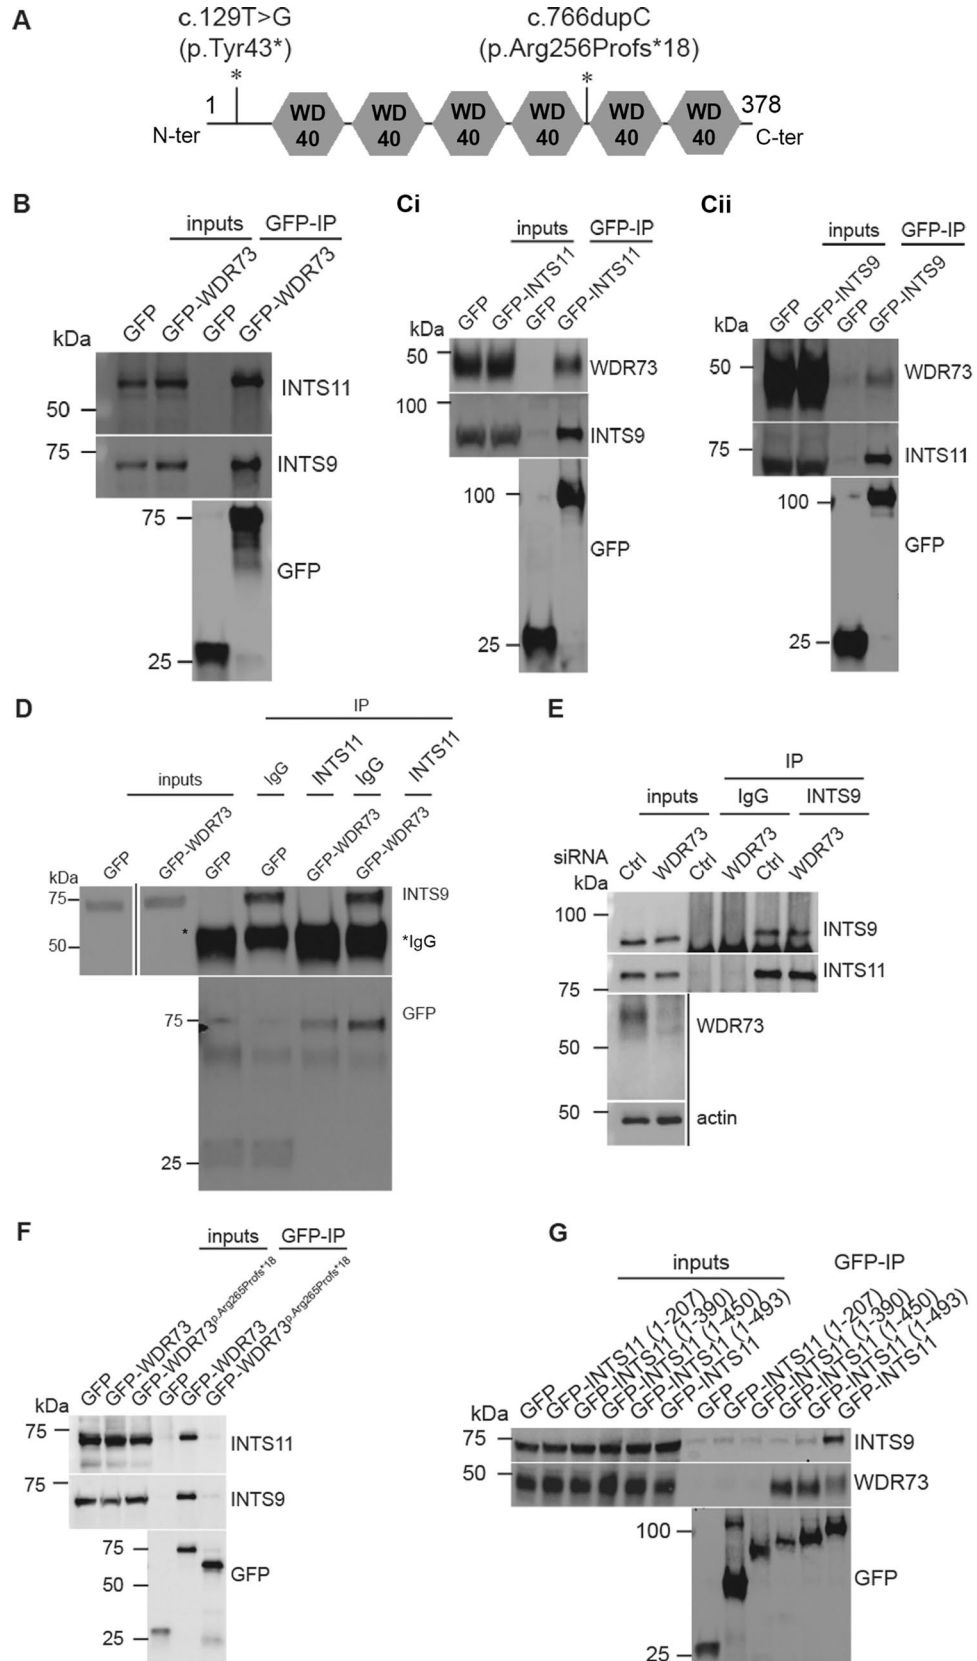 A
c.129T>G
(p.Tyr43*)
c.766dupC
(p.Arg256Profs*18)
*
*
1
WD 40
WD 40
WD 40
WD 40
WD 40
WD 40
378
N-ter
C-ter
B
inputs
GFP-IP
GFP
GFP-WDR73
GFP
GFP-WDR73
kDa
INTS11
50
75
INTS9
75
GFP
25
Ci
inputs
GFP-IP
GFP
GFP-INTS11
GFP
GFP-INTS11
kDa
50
WDR73
100
INTS9
100
GFP
25
Cii
inputs
GFP-IP
GFP
GFP-INTS9
GFP
GFP-INTS9
kDa
50
WDR73
75
INTS11
100
GFP
25
D
IP
inputs
IgG
INTS11
IgG
INTS11
GFP
GFP-WDR73
GFP
GFP
GFP-WDR73
GFP-WDR73
kDa
75
INTS9
*
50
*IgG
75
GFP
25
E
IP
inputs
IgG
INTS9
siRNA
Ctrl
WDR73
Ctrl
WDR73
Ctrl
WDR73
kDa
100
INTS9
INTS11
75
WDR73
50
50
actin
F
inputs
GFP-IP
GFP
GFP-WDR73
GFP-WDR73p.Arg265Profs*18
GFP
GFP-WDR73
GFP-WDR73p.Arg265Profs*18
kDa
75
INTS11
75
INTS9
75
50
GFP
25
G
inputs
GFP-IP
GFP
GFP-INTS11 (1-207)
GFP-INTS11 (1-390)
GFP-INTS11 (1-450)
GFP-INTS11 (1-493)
GFP-INTS11
GFP
GFP-INTS11 (1-207)
GFP-INTS11 (1-390)
GFP-INTS11 (1-450)
GFP-INTS11 (1-493)
GFP-INTS11
kDa
75
INTS9
50
WDR73
100
GFP
25